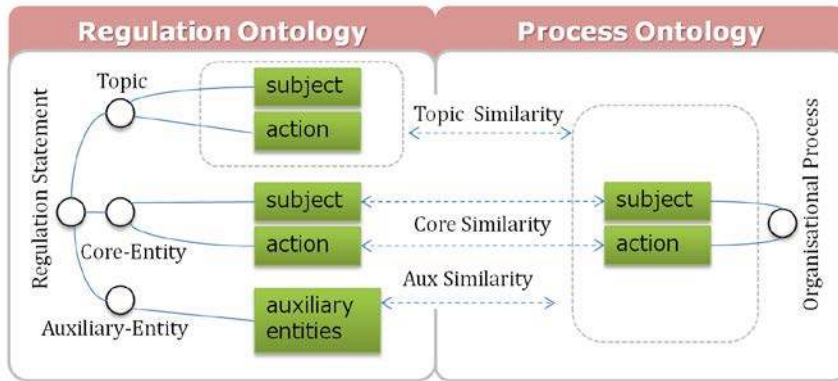 Regulation Ontology
Process Ontology
Topic
subject
action
Topic Similarity
Regulation Statement
Core-Entity
subject
action
Core Similarity
subject
action
Organisational Process
Aux Similarity
Auxiliary-Entity
auxiliary
entities